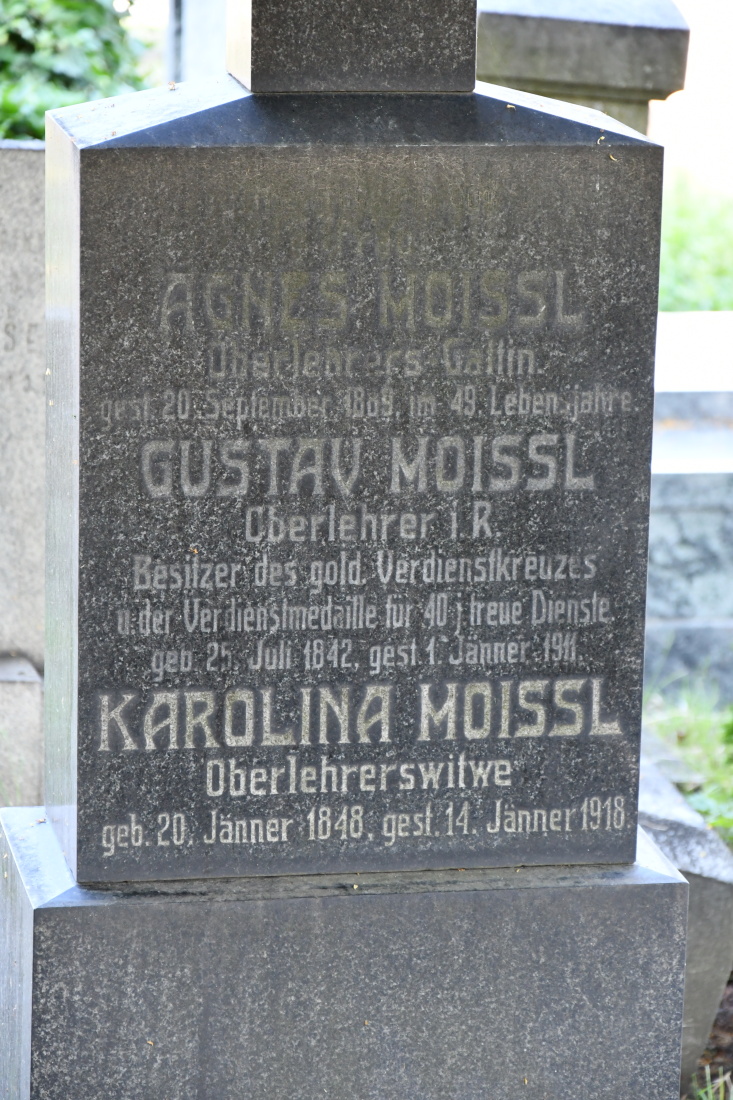 Frau
AGNES MOISSL
Oberlehrers-Gattin.
gest. 20. September 1889, im 49. Lebensjahre.
GUSTAV MOISSL
Oberlehrer i. R.
Besitzer des gold. Verdienstkreuzes
u. der Verdienstmedaille für 40 j. treue Dienste.
geb. 25. Juli 1842, gest. 1. Jänner 1911.
KAROLINA MOISSL
Oberlehrerswitwe
geb. 20. Jänner 1848, gest. 14. Jänner 1918.